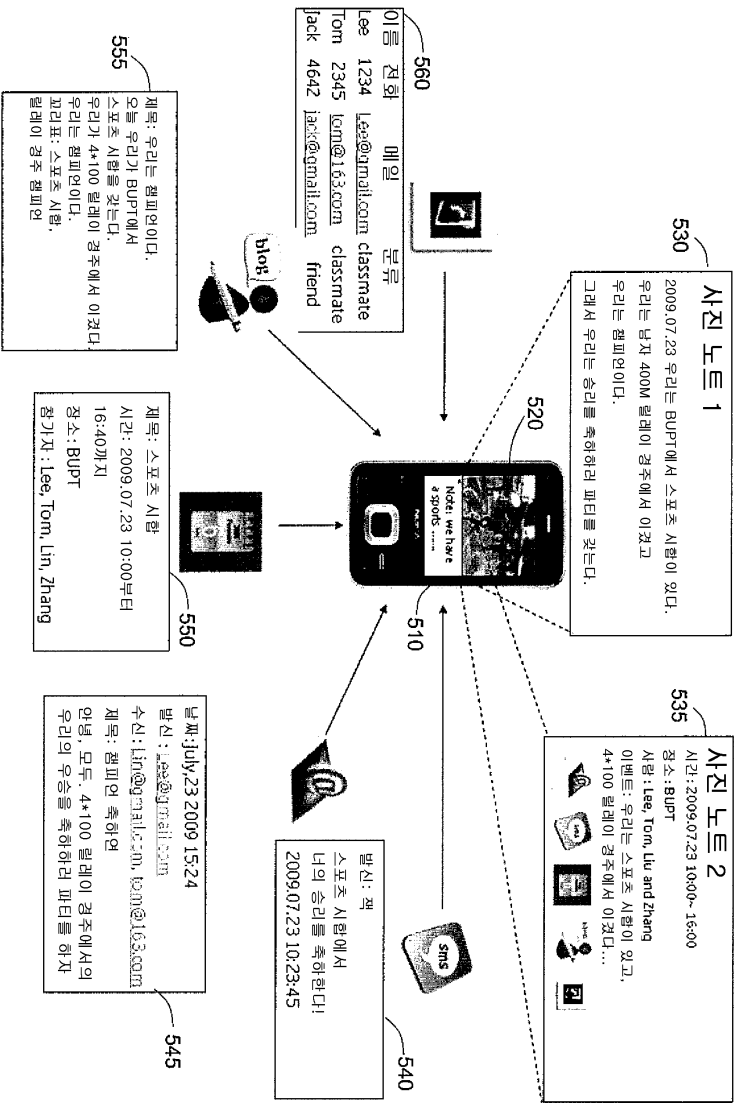 530
사진 노트 1
2009.07.23 우리는 BUPT에서 스포츠 시합이 있다.
우리는 남자 400M 릴레이 경주에서 이겼고
우리는 챔피언이다.
그래서 우리는 승리를 축하하러 파티를 갖는다.
535
사진 노트 2
시간: 2009.07.23 10:00~ 16:00
장소: BUPT
사람: Lee, Tom, Liu and Zhang
이벤트: 우리는 스포츠 시합이 있고,
4*100 릴레이 경주에서 이겼다...
sms
blog
520
Note: we have
a sports ......
510
560
이름 전화 메일 분류
Lee 1234 Lee@gmail.com classmate
Tom 2345 tom@163.com classmate
Jack 4642 jack@gmail.com friend
sms
540
발신: 잭
스포츠 시합에서
너의 승리를 축하한다!
2009.07.23 10:23:45
blog
555
제목: 우리는 챔피언이다.
오늘 우리가 BUPT에서
스포츠 시합을 갖는다.
우리가 4*100 릴레이 경주에서 이겼다.
우리는 챔피언이다.
꼬리표: 스포츠 시합,
릴레이 경주 챔피언
550
제목: 스포츠 시합
시간: 2009.07.23 10:00부터
16:40까지
장소: BUPT
참가자: Lee, Tom, Lin, Zhang
545
날짜:July,23 2009 15:24
발신: Lee@gmail.com
수신: Lin@gmail.com, tom@163.com
제목: 챔피언 축하연
안녕, 모두. 4*100 릴레이 경주에서의
우리의 우승을 축하하러 파티를 하자